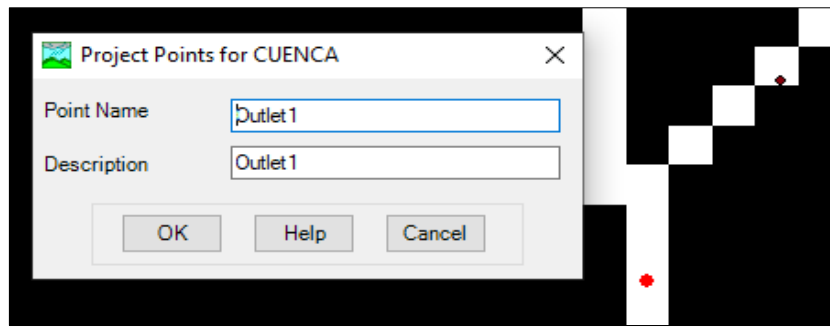 Project Points for CUENCA
Point Name Outlet1
Description Outlet1
OK Help Cancel